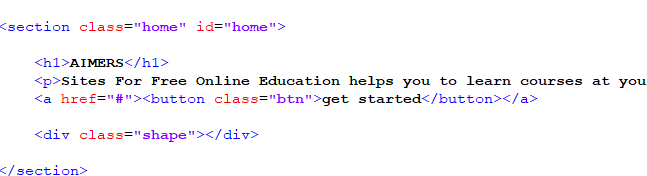 <section class="home" id="home">
<h1>AIMERS</h1>
<p>Sites For Free Online Education helps you to learn courses at you
<a href="#"><button class="btn">get started</button></a>
<div class="shape"></div>
</section>